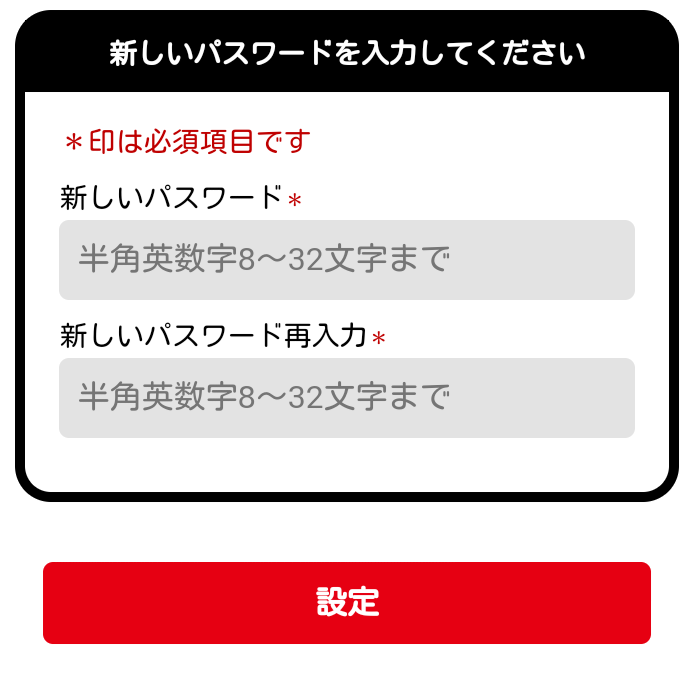 新しいパスワードを入力してください
＊印は必須項目です
新しいパスワード＊
半角英数字8〜32文字まで
新しいパスワード再入力＊
半角英数字8〜32文字まで
設定